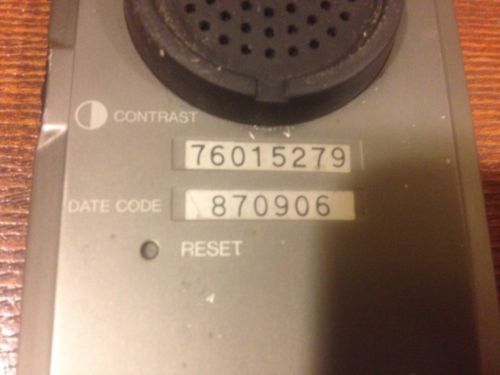 CONTRAST
76015279
DATE CODE 870906
RESET